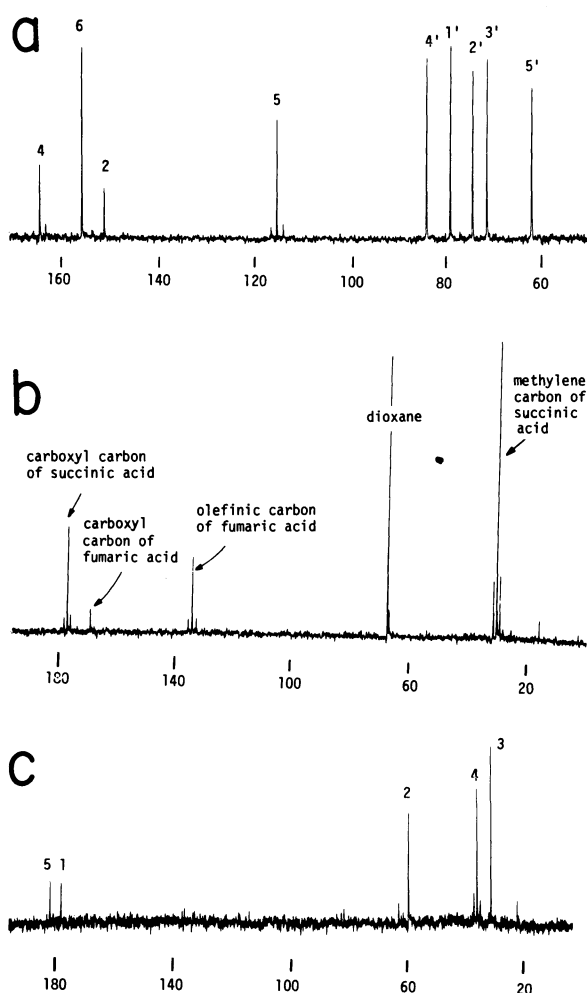 a
6
4
2
5
4' 1' 2' 3' 5'
160 140 120 100 80 60
b
carboxyl carbon
of succinic acid
carboxyl
carbon of
fumaric acid
olefinic carbon
of fumaric acid
dioxane
methylene
carbon of
succinic
acid
180 140 100 60 20
c
5 1
2
4
3
180 140 100 60 20